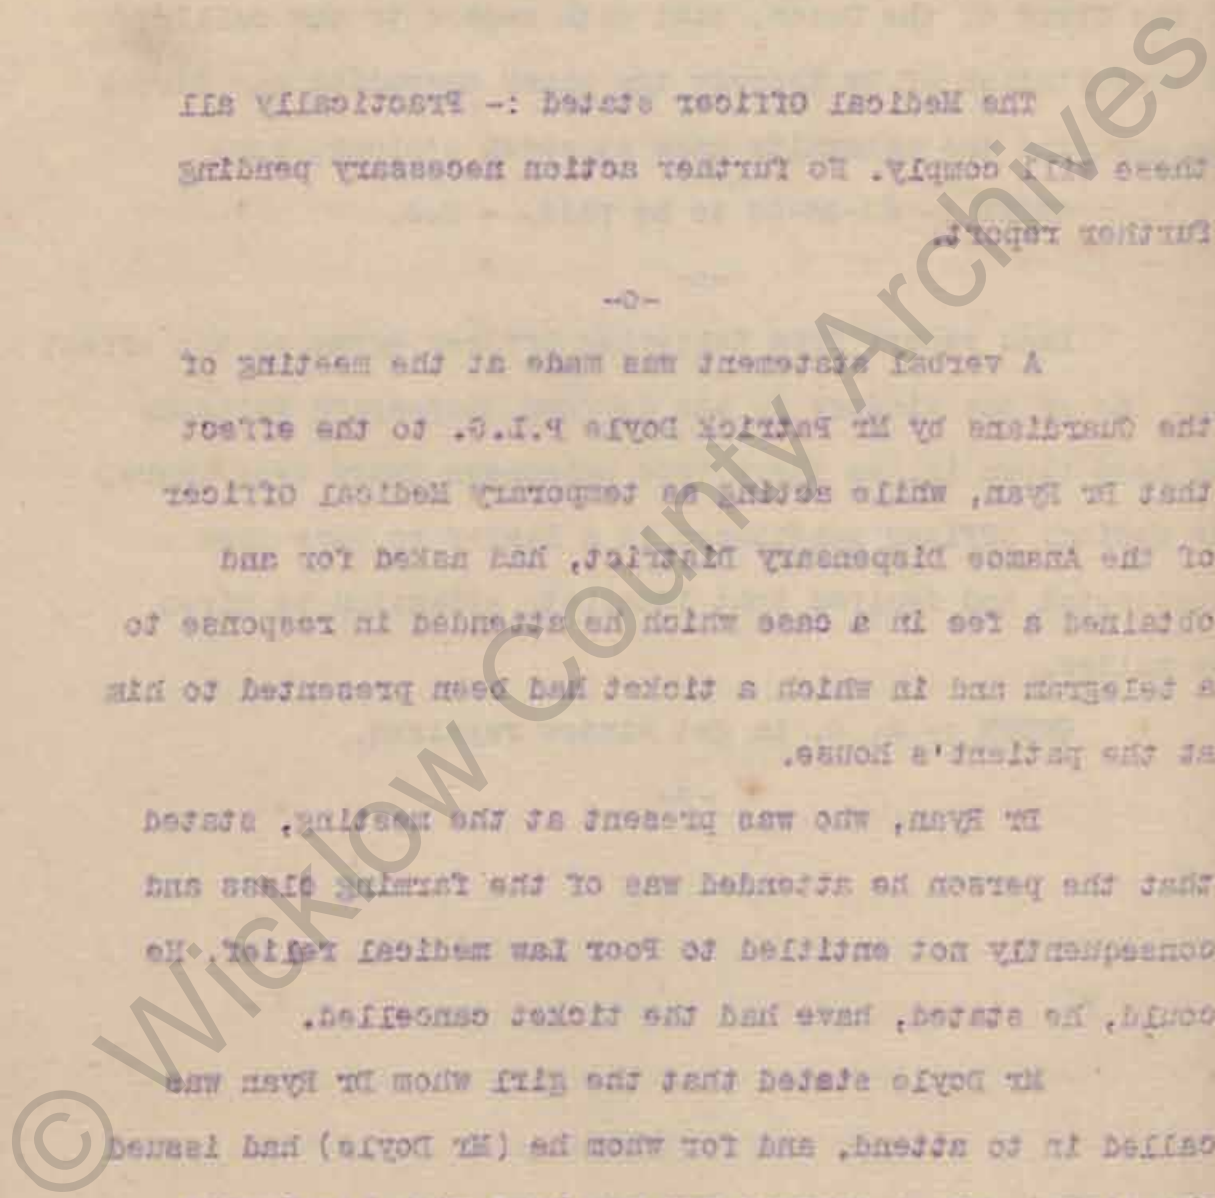 The Medical Officer stated :- Practically all
these will comply. No further action necessary pending
further report.
-0-
A verbal statement was made at the meeting of
the Guardians by Mr Patrick Doyle P.L.G. to the effect
that Dr Ryan, while acting as temporary Medical Officer
of the Anamoe Dispensary District, had asked for and
obtained a fee in a case which he attended in response to
a telegram and in which a ticket had been presented to him
at the patient's house.
Dr Ryan, who was present at the meeting, stated
that the person he attended was of the farming class and
consequently not entitled to Poor Law medical relief. He
could, he stated, have had the ticket cancelled.
Mr Doyle stated that the girl whom Dr Ryan was
called in to attend, and for whom he (Mr Doyle) had issued
© Wicklow County Archives